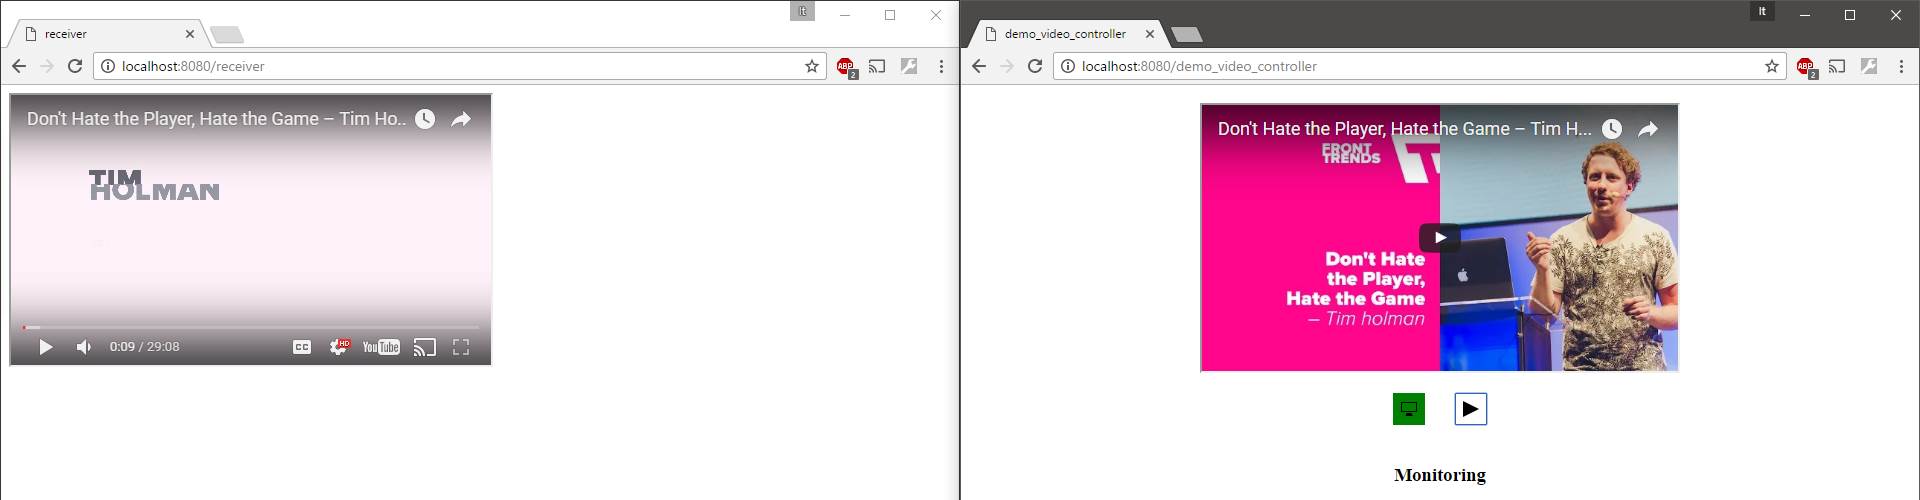 lt
receiver
localhost:8080/receiver
ABP
2
Don't Hate the Player, Hate the Game – Tim Ho..
TIM
HOLMAN
0:09 / 29:08
CC
HD
YouTube
lt
demo_video_controller
localhost:8080/demo_video_controller
ABP
2
Don't Hate the Player, Hate the Game – Tim H...
FRONT
TRENDS
Don't Hate
the Player,
Hate the Game
– Tim holman
Monitoring